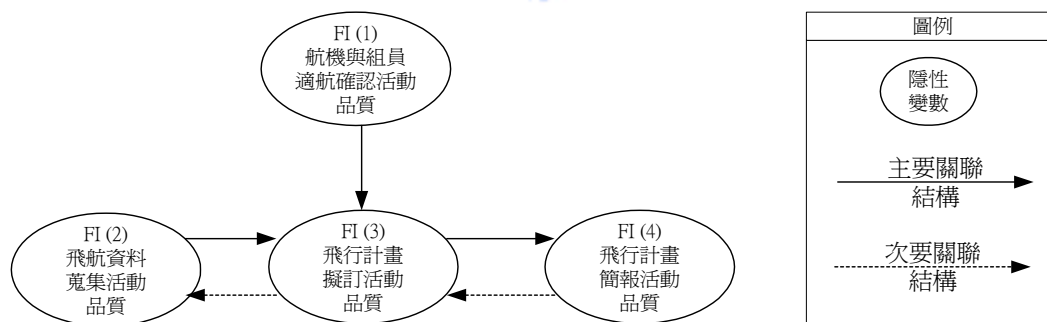 FI (1)
航機與組員
適航確認活動
品質
FI (2)
飛航資料
蒐集活動
品質
FI (3)
飛行計畫
擬訂活動
品質
FI (4)
飛行計畫
簡報活動
品質
圖例
隱性
變數
主要關聯
結構
次要關聯
結構